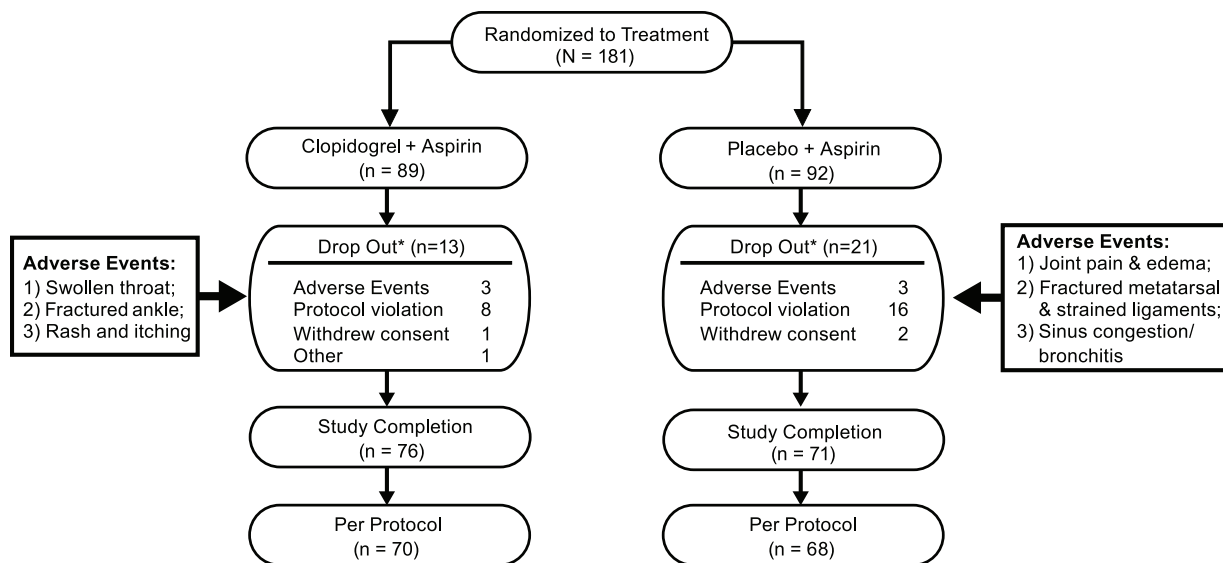 Randomized to Treatment
(N = 181)
Clopidogrel + Aspirin
(n = 89)
Placebo + Aspirin
(n = 92)
Adverse Events:
1) Swollen throat;
2) Fractured ankle;
3) Rash and itching
Drop Out* (n=13)
Adverse Events 3
Protocol violation 8
Withdrew consent 1
Other 1
Drop Out* (n=21)
Adverse Events 3
Protocol violation 16
Withdrew consent 2
Adverse Events:
1) Joint pain & edema;
2) Fractured metatarsal
& strained ligaments;
3) Sinus congestion/
bronchitis
Study Completion
(n = 76)
Study Completion
(n = 71)
Per Protocol
(n = 70)
Per Protocol
(n = 68)